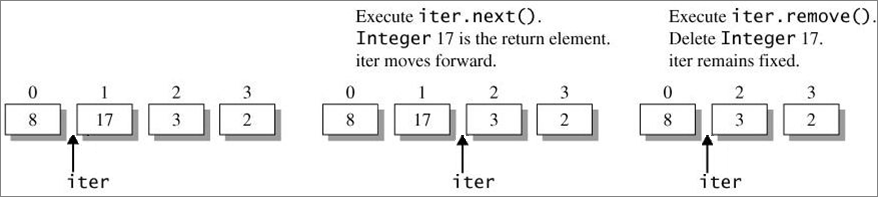 Execute iter.next().
Integer 17 is the return element.
iter moves forward.
Execute iter.remove().
Delete Integer 17.
iter remains fixed.
0 1 2 3
8 17 3 2
iter
0 1 2 3
8 17 3 2
iter
0 2 3
8 3 2
iter